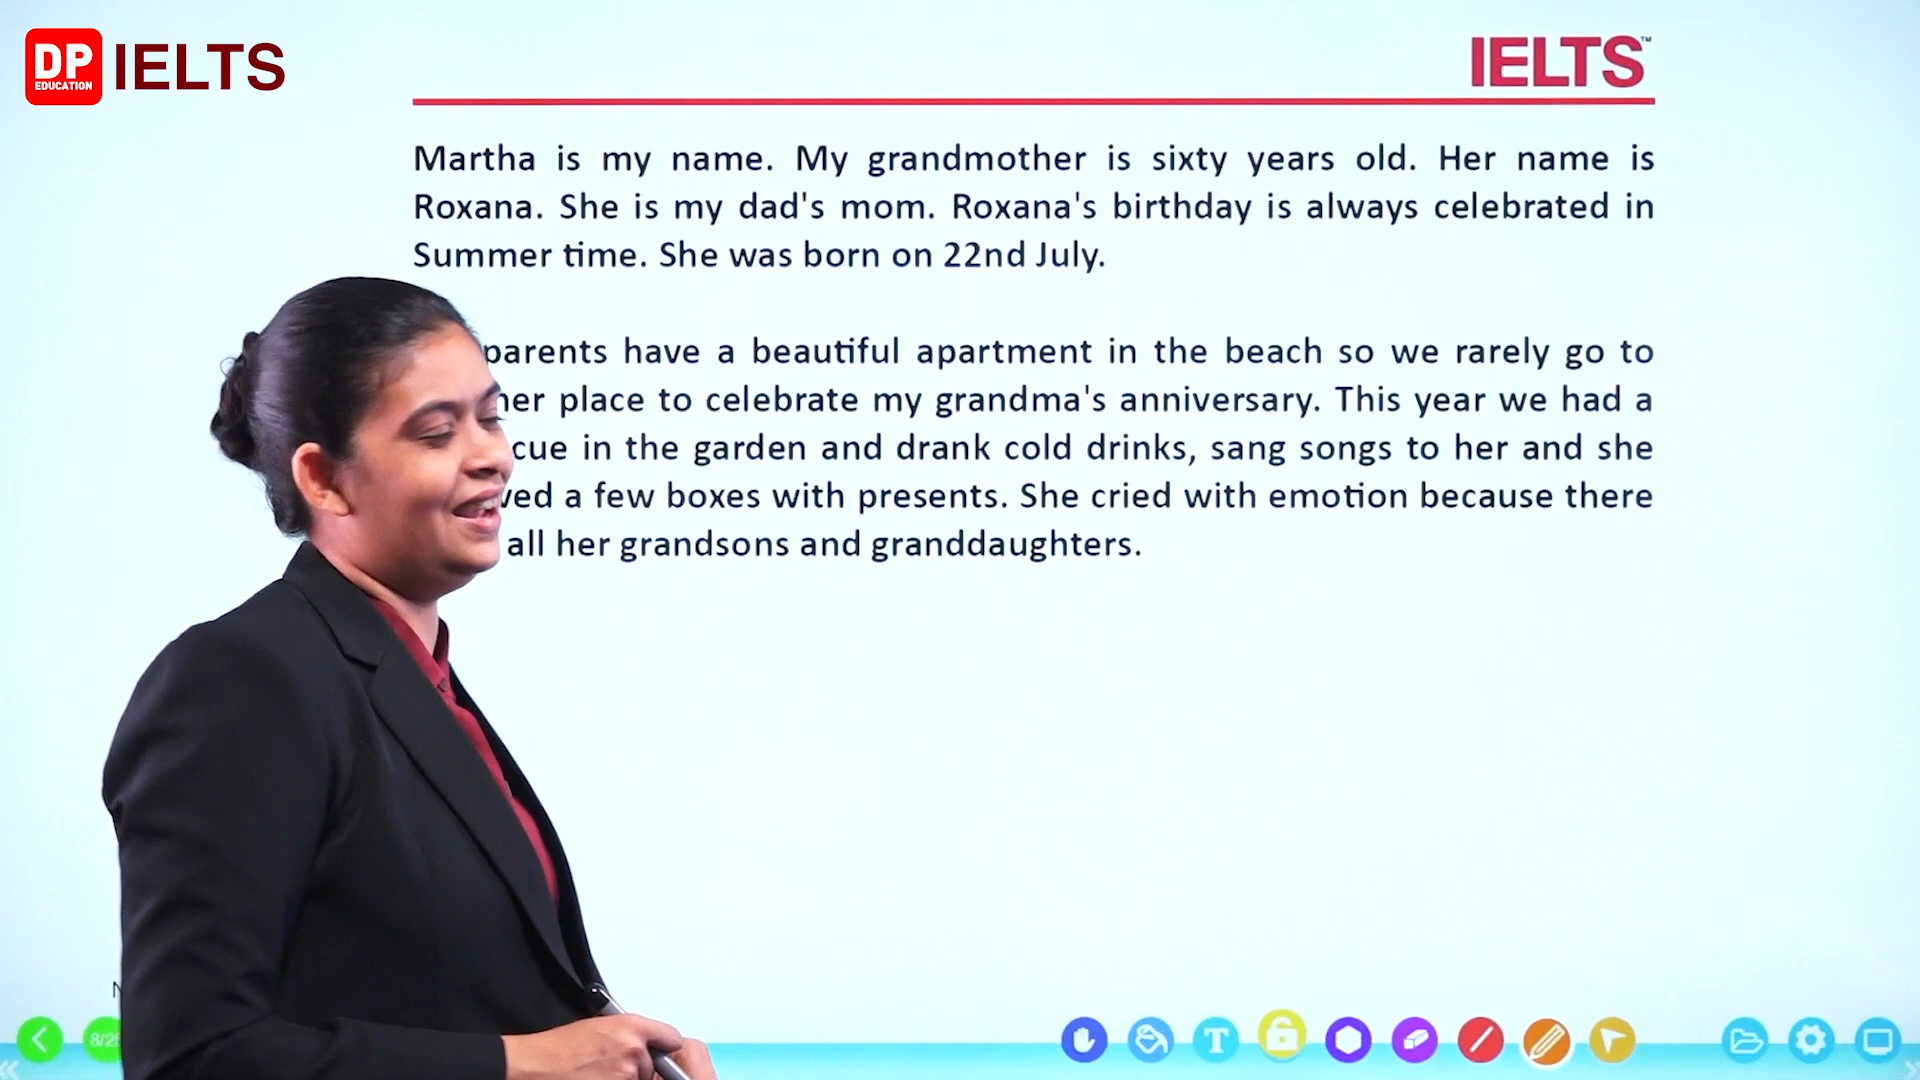 DP
EDUCATION
IELTS
IELTS™
Martha is my name. My grandmother is sixty years old. Her name is
Roxana. She is my dad's mom. Roxana's birthday is always celebrated in
Summer time. She was born on 22nd July.
parents have a beautiful apartment in the beach so we rarely go to
place to celebrate my grandma's anniversary. This year we had a
in the garden and drank cold drinks, sang songs to her and she
a few boxes with presents. She cried with emotion because there
all her grandsons and granddaughters.
T